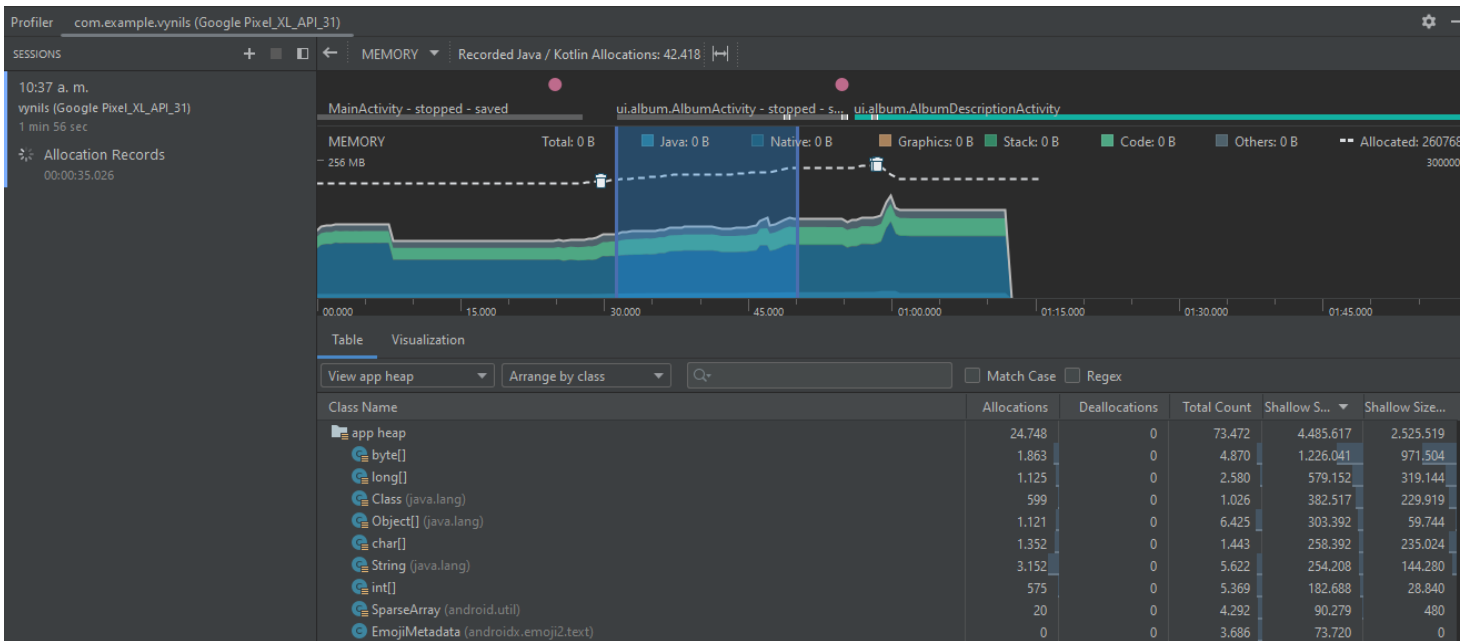 Profiler com.example.vynils (Google Pixel_XL_API_31)
SESSIONS MEMORY Recorded Java / Kotlin Allocations: 42.418
10:37 a. m.
vynils (Google Pixel_XL_API_31)
1 min 56 sec
Allocation Records
00:00:35.026
MainActivity - stopped - saved ui.album.AlbumActivity - stopped - s... ui.album.AlbumDescriptionActivity
MEMORY Total: 0 B Java: 0 B Native: 0 B Graphics: 0 B Stack: 0 B Code: 0 B Others: 0 B Allocated: 260768
256 MB 300000
00.000 15.000 30.000 45.000 01:00.000 01:15.000 01:30.000 01:45.000
Table Visualization
View app heap Arrange by class Match Case Regex
Class Name Allocations Deallocations Total Count Shallow S... Shallow Size...
app heap 24.748 0 73.472 4.485.617 2.525.519
byte[] 1.863 0 4.870 1.226.041 971.504
long[] 1.125 0 2.580 579.152 319.144
Class (java.lang) 599 0 1.026 382.517 229.919
Object[] (java.lang) 1.121 0 6.425 303.392 59.744
char[] 1.352 0 1.443 258.392 235.024
String (java.lang) 3.152 0 5.622 254.208 144.280
int[] 575 0 5.369 182.688 28.840
SparseArray (android.util) 20 0 4.292 90.279 480
EmojiMetadata (androidx.emoji2.text) 0 0 3.686 73.720 0